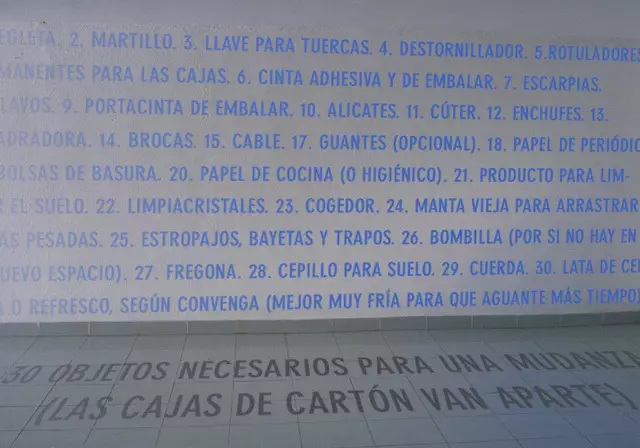 EGLETA. 2. MARTILLO. 3. LLAVE PARA TUERCAS. 4. DESTORNILLADOR. 5.ROTULADORES
MANENTES PARA LAS CAJAS. 6. CINTA ADHESIVA Y DE EMBALAR. 7. ESCARPIAS.
LAVOS. 9. PORTACINTA DE EMBALAR. 10. ALICATES. 11. CÚTER. 12. ENCHUFES. 13.
ADRADORA. 14. BROCAS. 15. CABLE. 17. GUANTES (OPCIONAL). 18. PAPEL DE PERIÓDIC
BOLSAS DE BASURA. 20. PAPEL DE COCINA (O HIGIÉNICO). 21. PRODUCTO PARA LIM-
R EL SUELO. 22. LIMPIACRISTALES. 23. COGEDOR. 24. MANTA VIEJA PARA ARRASTRAR
AS PESADAS. 25. ESTROPAJOS, BAYETAS Y TRAPOS. 26. BOMBILLA (POR SI NO HAY EN
UEVO ESPACIO). 27. FREGONA. 28. CEPILLO PARA SUELO. 29. CUERDA. 30. LATA DE CER
A O REFRESCO, SEGÚN CONVENGA (MEJOR MUY FRÍA PARA QUE AGUANTE MÁS TIEMPO)
30 OBJETOS NECESARIOS PARA UNA MUDANZA
(LAS CAJAS DE CARTÓN VAN APARTE)